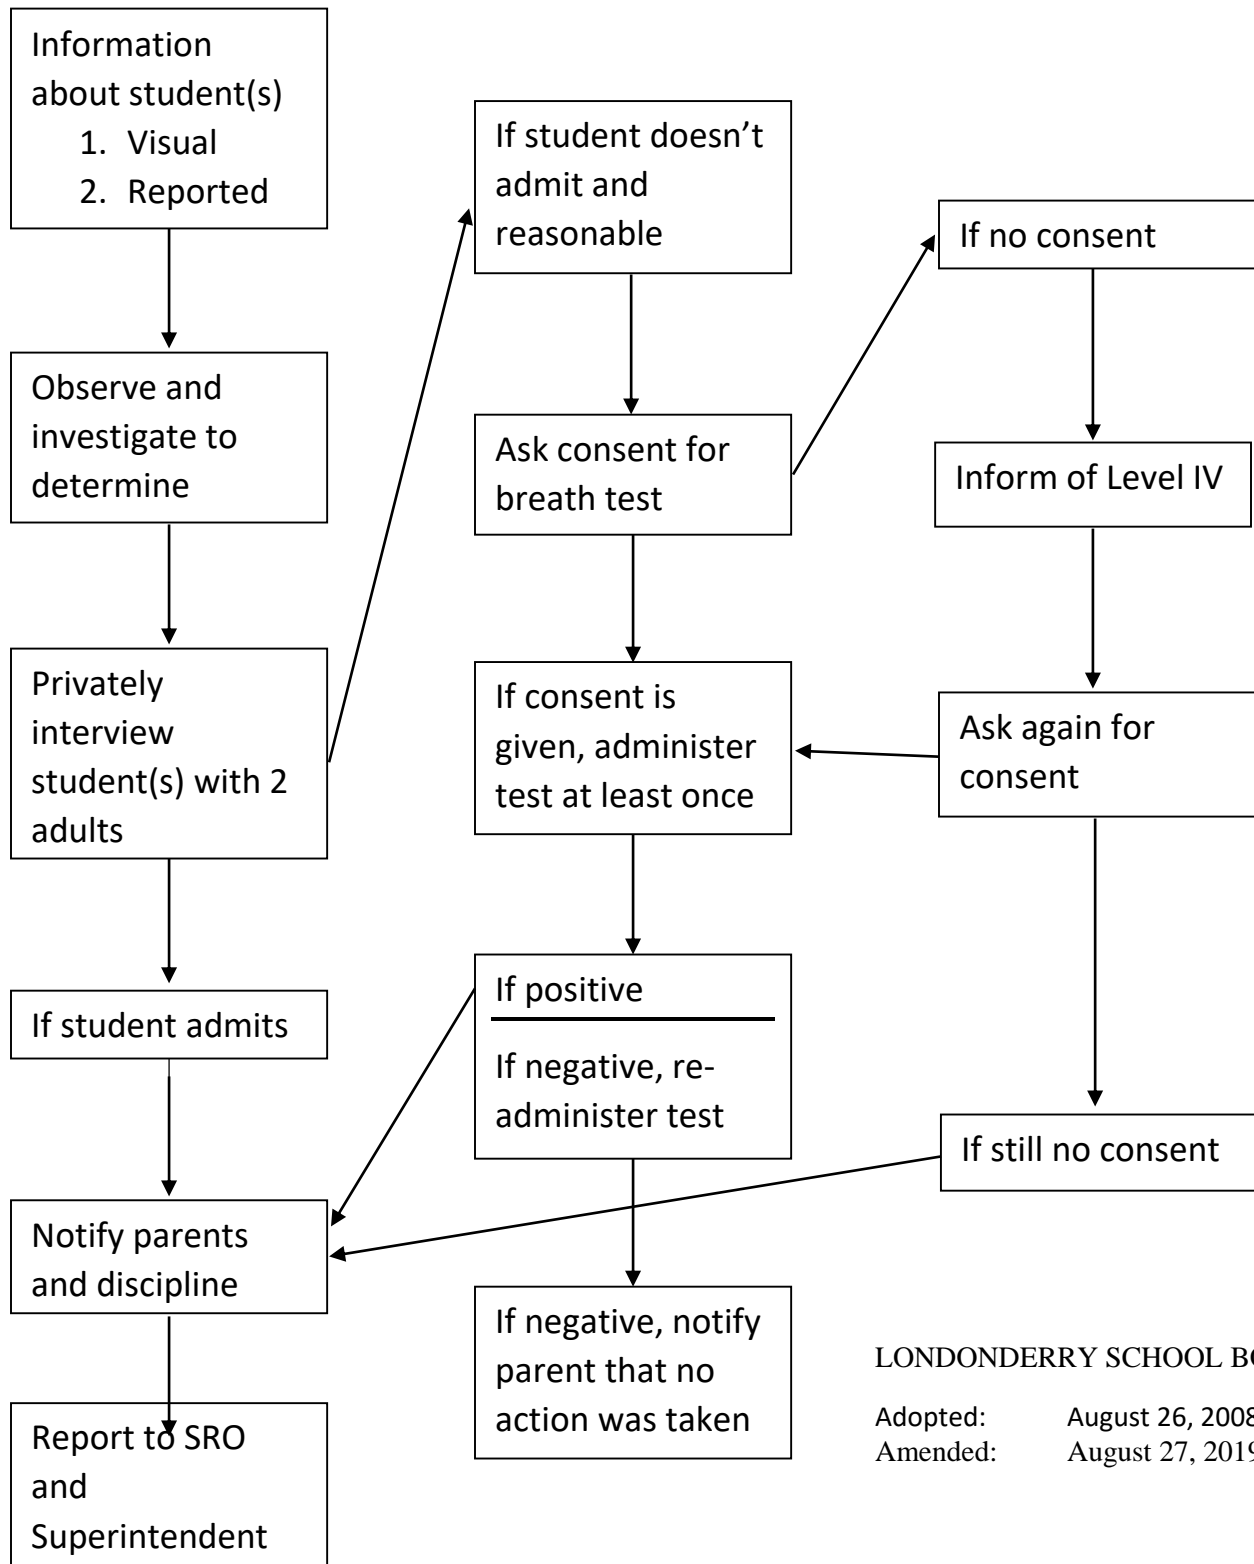 Information
about student(s)
1. Visual
2. Reported
Observe and
investigate to
determine
Privately
interview
student(s) with 2
adults
If student admits
Notify parents
and discipline
Report to SRO
and
Superintendent
If student doesn’t
admit and
reasonable
Ask consent for
breath test
If consent is
given, administer
test at least once
If positive
If negative, re-
administer test
If negative, notify
parent that no
action was taken
If no consent
Inform of Level IV
Ask again for
consent
If still no consent
LONDONDERRY SCHOOL BO
Adopted: August 26, 2008
Amended: August 27, 2019